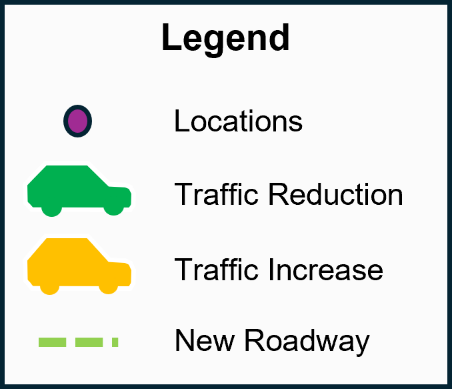 Legend
Locations
Traffic Reduction
Traffic Increase
New Roadway